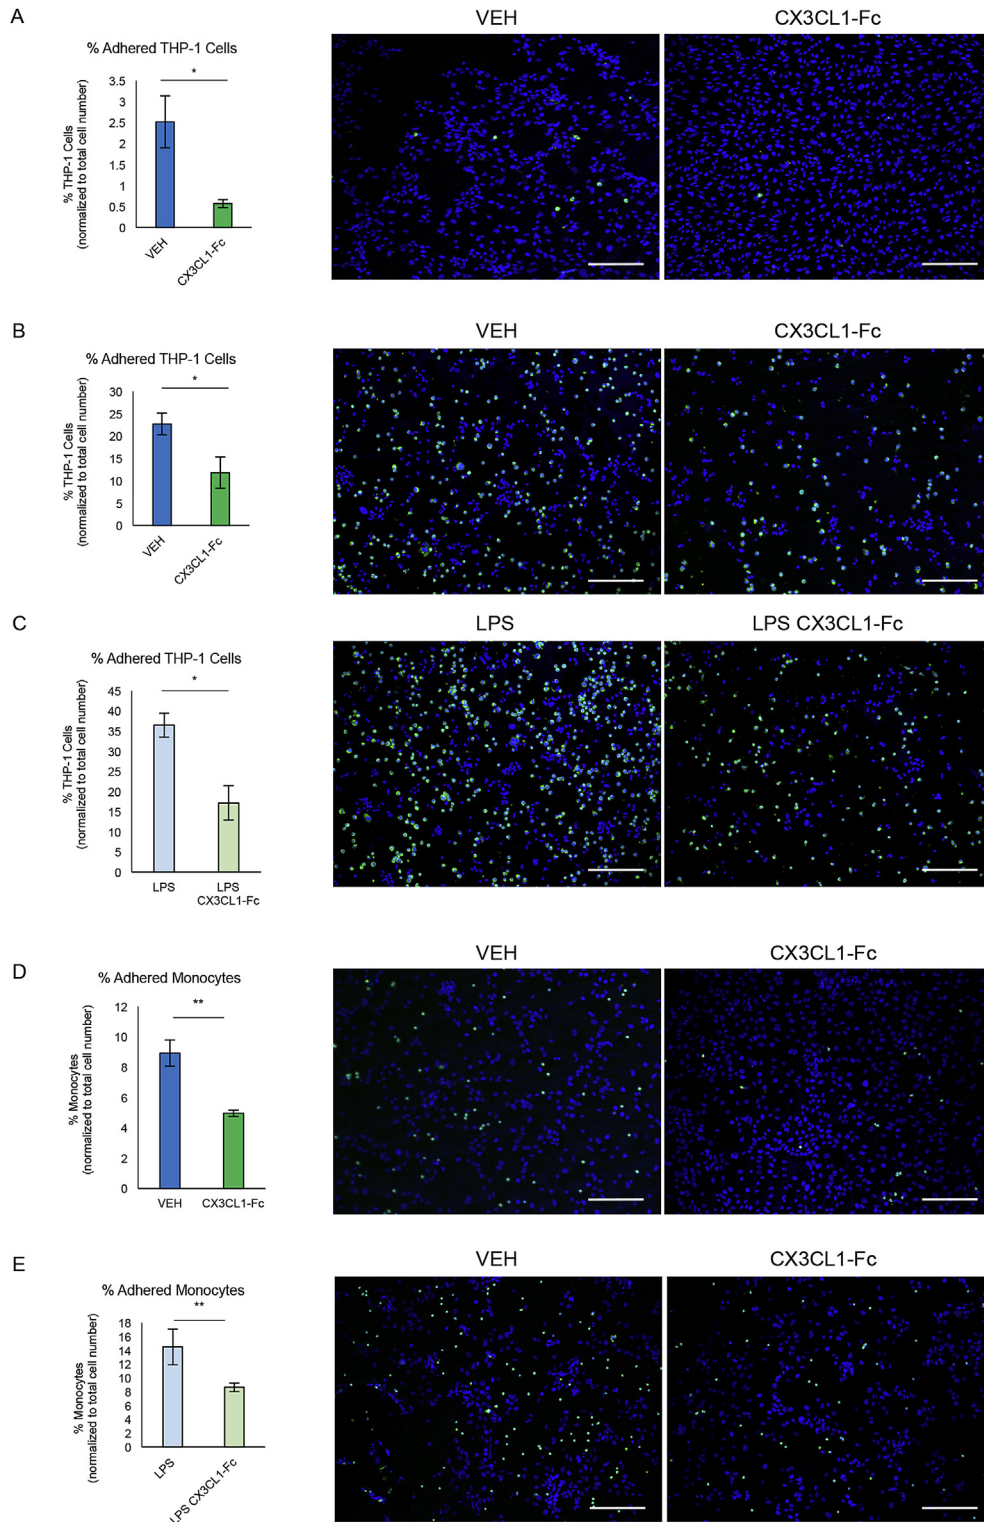 A
% Adhered THP-1 Cells
*
% THP-1 Cells
(normalized to total cell number)
3.5
3
2.5
2
1.5
1
0.5
0
VEH
CX3CL1-Fc
VEH
CX3CL1-Fc
B
% Adhered THP-1 Cells
*
% THP-1 Cells
(normalized to total cell number)
30
25
20
15
10
5
0
VEH
CX3CL1-Fc
VEH
CX3CL1-Fc
C
% Adhered THP-1 Cells
*
% THP-1 Cells
(normalized to total cell number)
45
40
35
30
25
20
15
10
5
0
LPS
LPS
CX3CL1-Fc
LPS
LPS CX3CL1-Fc
D
% Adhered Monocytes
**
% Monocytes
(normalized to total cell number)
12
10
8
6
4
2
0
VEH
CX3CL1-Fc
VEH
CX3CL1-Fc
E
% Adhered Monocytes
**
% Monocytes
(normalized to total cell number)
18
16
14
12
10
8
6
4
2
0
LPS
LPS CX3CL1-Fc
VEH
CX3CL1-Fc